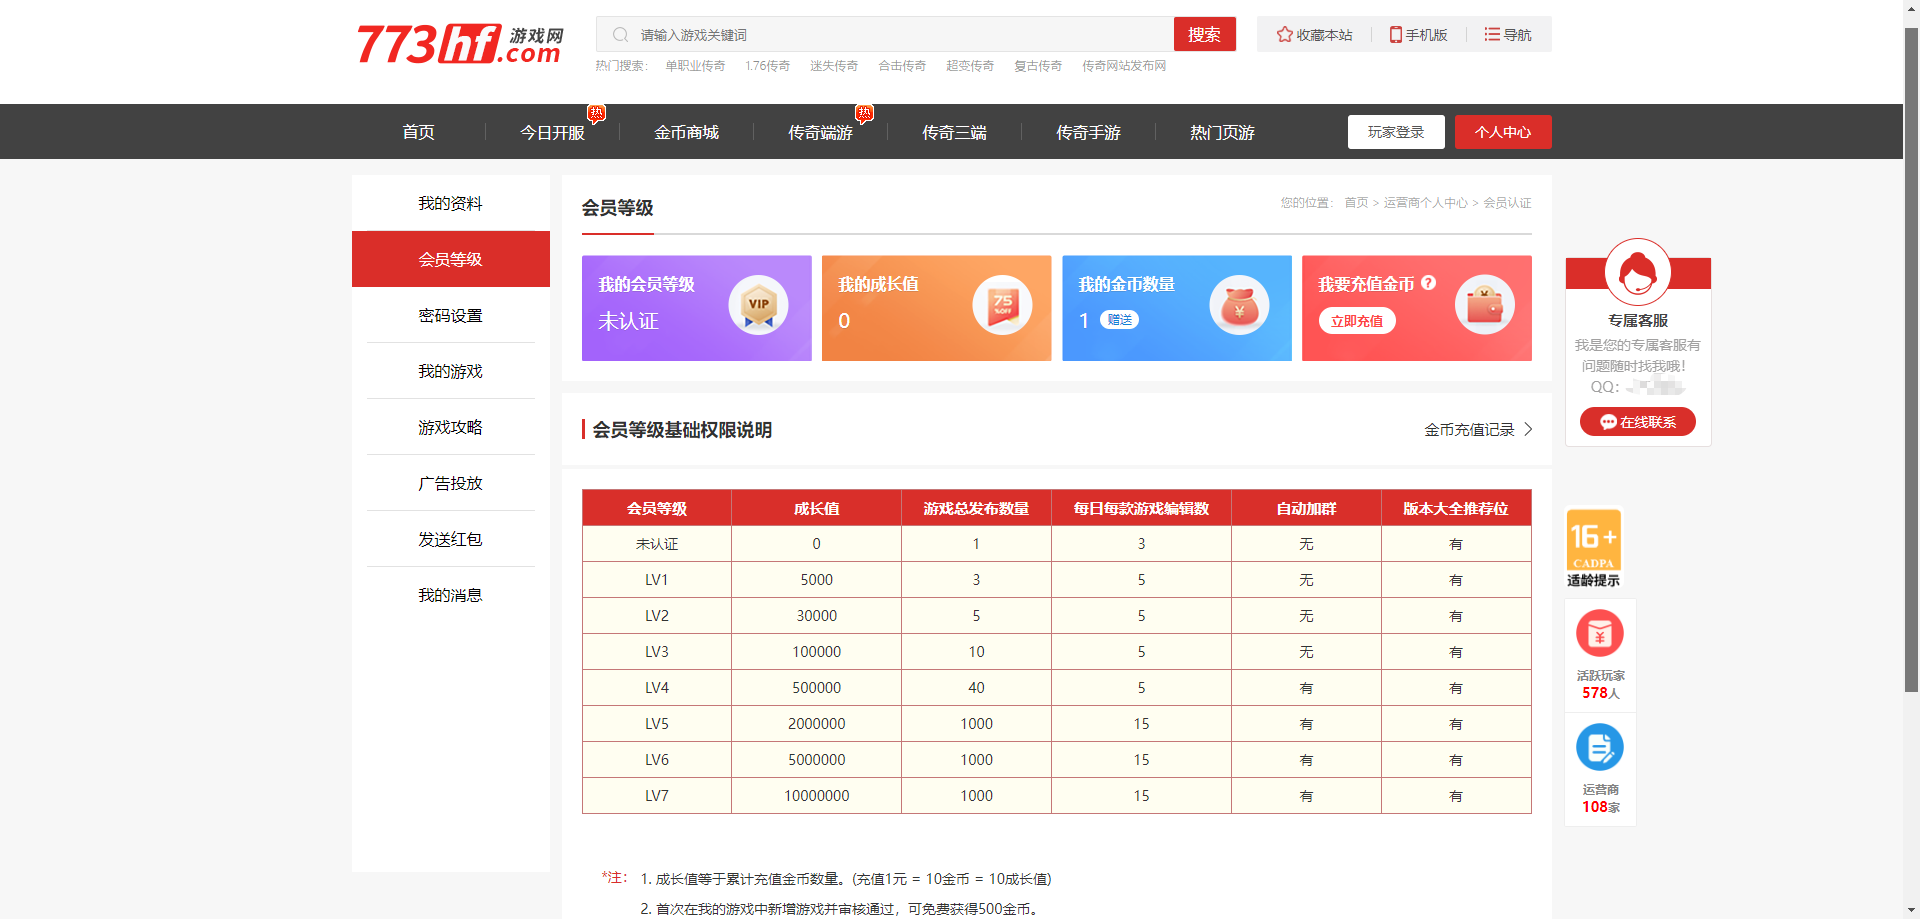 773hf游戏网.com
请输入游戏关键词
搜索
收藏本站
手机版
导航
热门搜索： 单职业传奇 1.76传奇 迷失传奇 合击传奇 超变传奇 复古传奇 传奇网站发布网
首页 今日开服 热 金币商城 传奇端游 热 传奇三端 传奇手游 热门页游
玩家登录
个人中心
我的资料
会员等级
密码设置
我的游戏
游戏攻略
广告投放
发送红包
我的消息
会员等级
您的位置： 首页 > 运营商个人中心 > 会员认证
我的会员等级
未认证
VIP
我的成长值
0
75
%OFF
我的金币数量
1 赠送
¥
我要充值金币 ?
立即充值
¥
会员等级基础权限说明
金币充值记录 >
会员等级 成长值 游戏总发布数量 每日每款游戏编辑数 自动加群 版本大全推荐位
未认证 0 1 3 无 有
LV1 5000 3 5 无 有
LV2 30000 5 5 无 有
LV3 100000 10 5 无 有
LV4 500000 40 5 有 有
LV5 2000000 1000 15 有 有
LV6 5000000 1000 15 有 有
LV7 10000000 1000 15 有 有
*注： 1. 成长值等于累计充值金币数量。(充值1元 = 10金币 = 10成长值)
2. 首次在我的游戏中新增游戏并审核通过，可免费获得500金币。
专属客服
我是您的专属客服有
问题随时找我哦！
QQ：
在线联系
16+
CADPA
适龄提示
¥
活跃玩家
578人
运营商
108家